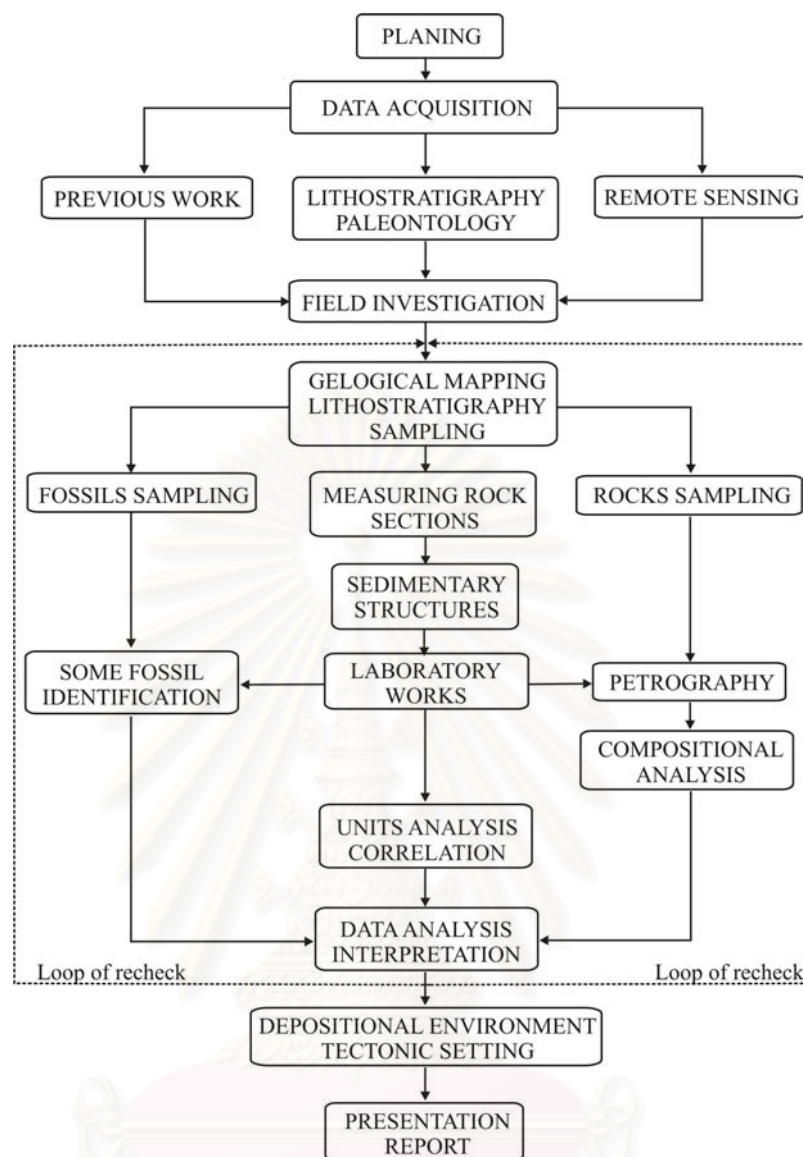 PLANING
DATA ACQUISITION
PREVIOUS WORK
LITHOSTRATIGRAPHY
PALEONTOLOGY
REMOTE SENSING
FIELD INVESTIGATION
GELOGICAL MAPPING
LITHOSTRATIGRAPHY
SAMPLING
FOSSILS SAMPLING
MEASURING ROCK
SECTIONS
ROCKS SAMPLING
SEDIMENTARY
STRUCTURES
SOME FOSSIL
IDENTIFICATION
LABORATORY
WORKS
PETROGRAPHY
COMPOSITIONAL
ANALYSIS
UNITS ANALYSIS
CORRELATION
DATA ANALYSIS
INTERPRETATION
Loop of recheck
Loop of recheck
DEPOSITIONAL ENVIRONMENT
TECTONIC SETTING
PRESENTATION
REPORT